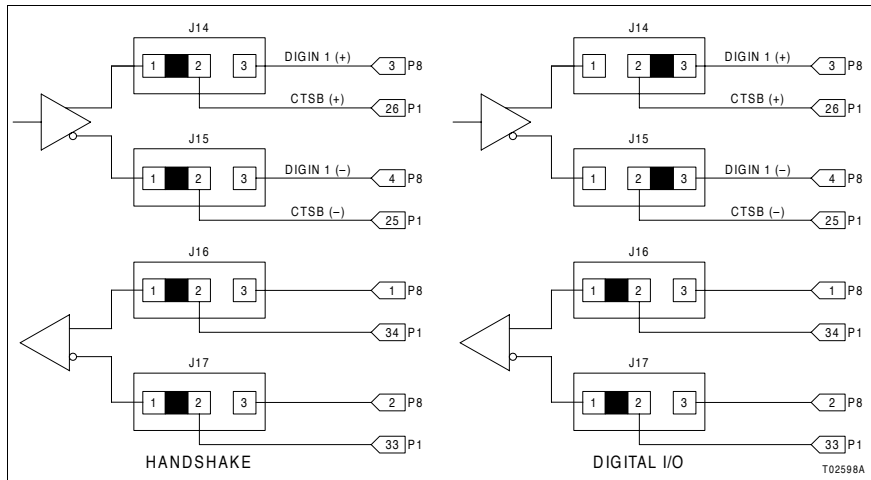 J14
1 2 3 DIGIN 1 (+) 3 P8
CTSB (+) 26 P1
J15
1 2 3 DIGIN 1 (–) 4 P8
CTSB (–) 25 P1
J16
1 2 3 1 P8
34 P1
J17
1 2 3 2 P8
33 P1
HANDSHAKE
J14
1 2 3 DIGIN 1 (+) 3 P8
CTSB (+) 26 P1
J15
1 2 3 DIGIN 1 (–) 4 P8
CTSB (–) 25 P1
J16
1 2 3 1 P8
34 P1
J17
1 2 3 2 P8
33 P1
DIGITAL I/O
T02598A